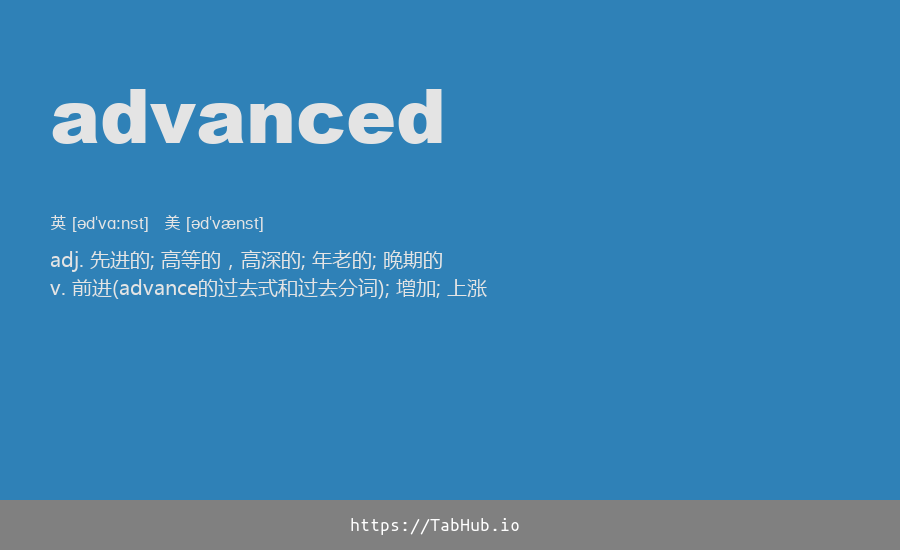 advanced
英 [əd'vɑ:nst] 美 [əd'vænst]
adj. 先进的; 高等的，高深的; 年老的; 晚期的
v. 前进(advance的过去式和过去分词); 增加; 上涨
https://TabHub.io